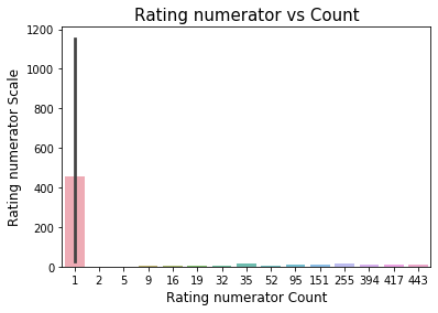 Rating numerator vs Count
1200
1000
800
600
400
200
0
Rating numerator Scale
1 2 5 9 16 19 32 35 52 95 151 255 394 417 443
Rating numerator Count